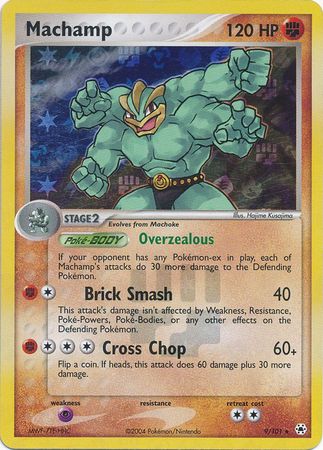 Machamp 120 HP
Illus. Hajime Kusajima
STAGE 2 Evolves from Machoke
Poké-BODY Overzealous
If your opponent has any Pokémon-ex in play, each of
Machamp's attacks do 30 more damage to the Defending
Pokémon.
Brick Smash 40
This attack's damage isn't affected by Weakness, Resistance,
Poké-Powers, Poké-Bodies, or any other effects on the
Defending Pokémon.
Cross Chop 60+
Flip a coin. If heads, this attack does 60 damage plus 30 more
damage.
weakness resistance retreat cost
©2004 Pokémon/Nintendo 9/101 ★